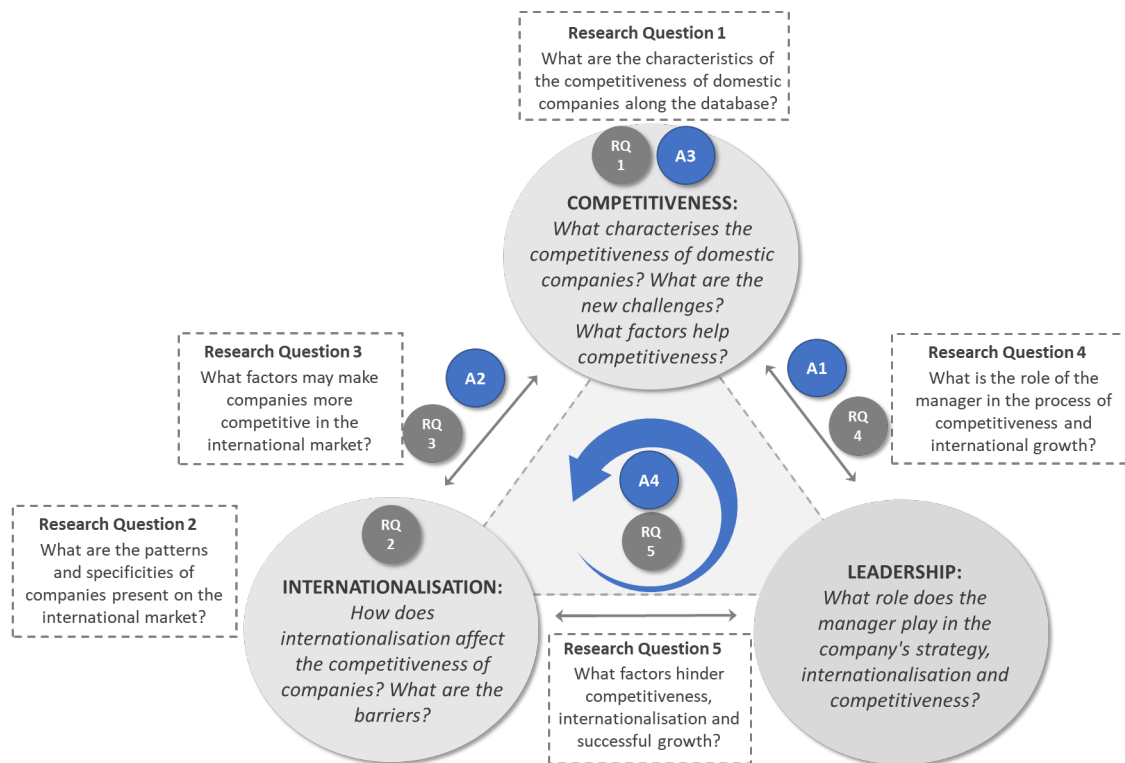 Research Question 1
What are the characteristics of
the competitiveness of domestic
companies along the database?
RQ
1
A3
COMPETITIVENESS:
What characterises the
competitiveness of domestic
companies? What are the
new challenges?
What factors help
competitiveness?
Research Question 3
What factors may make
companies more
competitive in the
international market?
A2
RQ
3
A1
RQ
4
Research Question 4
What is the role of the
manager in the process of
competitiveness and
international growth?
A4
RQ
5
Research Question 2
What are the patterns
and specificities of
companies present on the
international market?
RQ
2
INTERNATIONALISATION:
How does
internationalisation affect
the competitiveness of
companies? What are the
barriers?
Research Question 5
What factors hinder
competitiveness,
internationalisation and
successful growth?
LEADERSHIP:
What role does the
manager play in the
company's strategy,
internationalisation and
competitiveness?